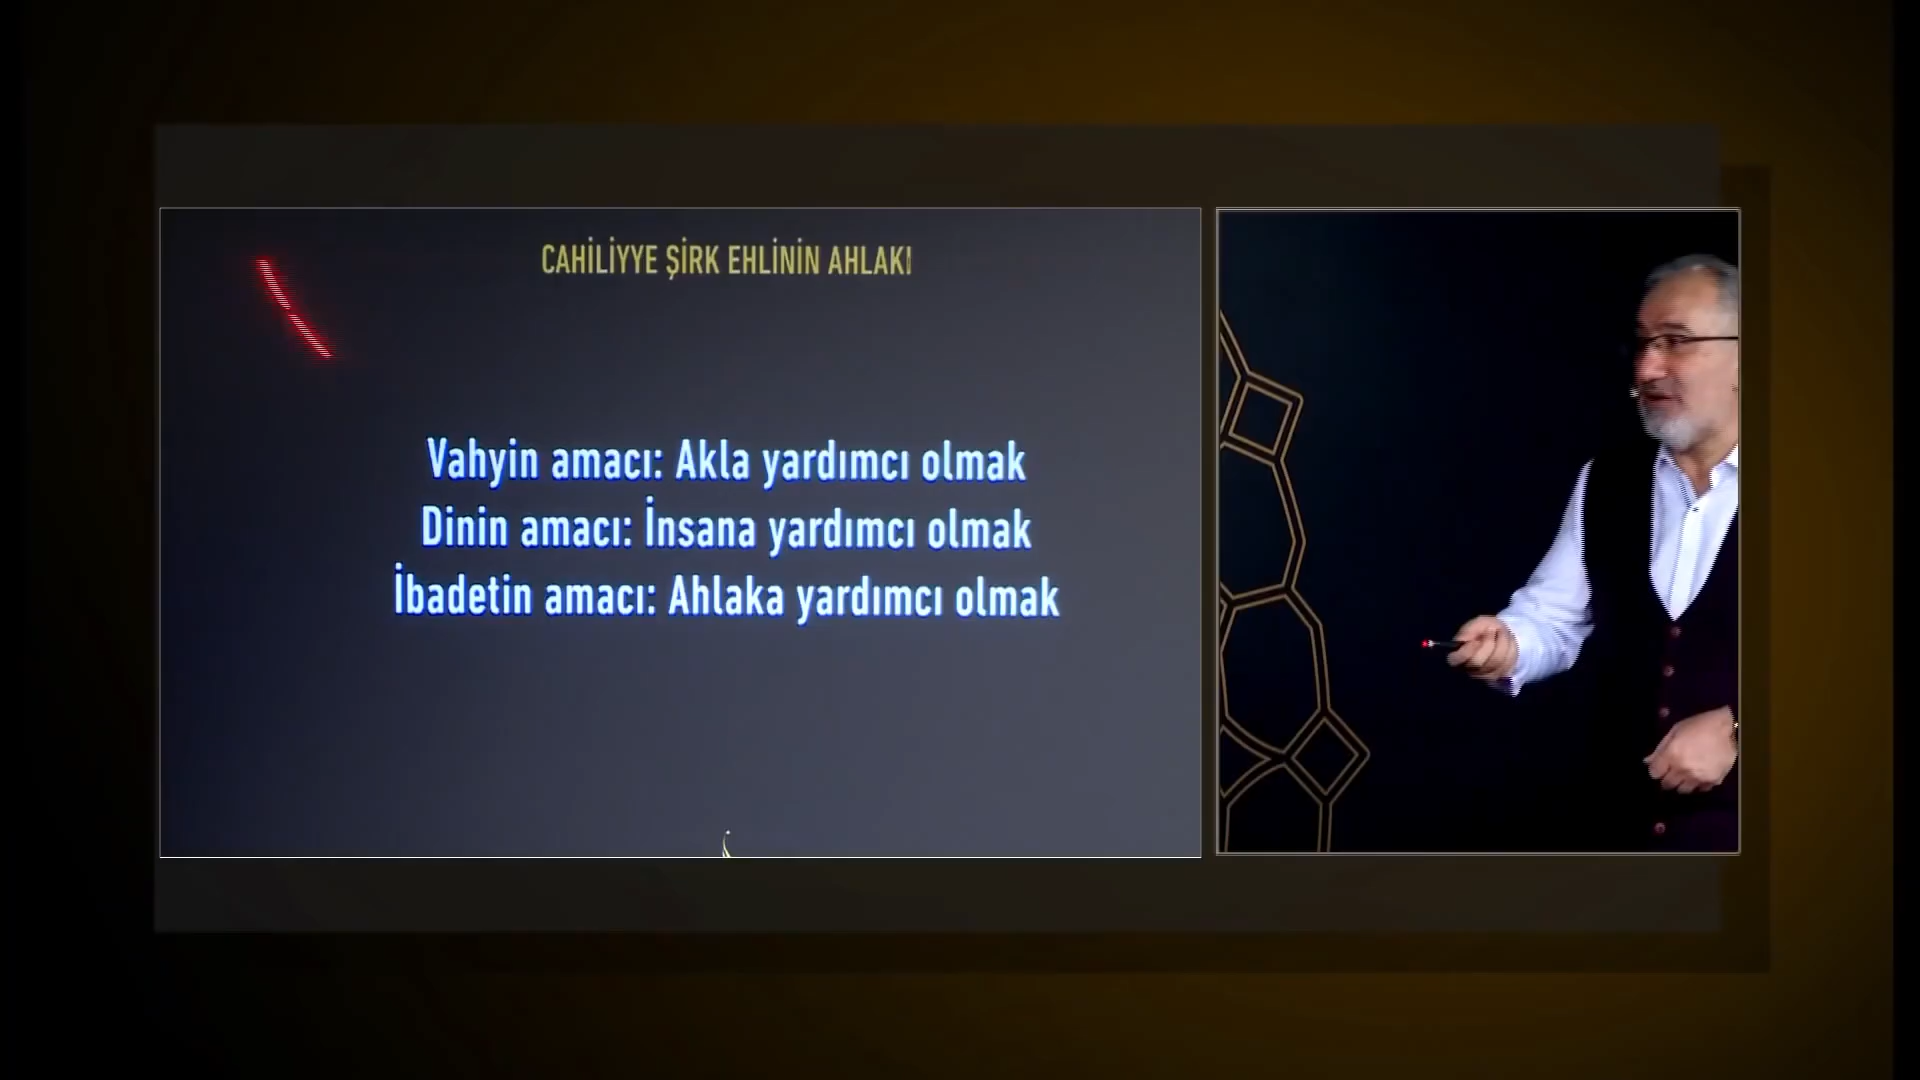 CAHİLİYYE ŞİRK EHLİNİN AHLAKI
Vahyin amacı: Akla yardımcı olmak
Dinin amacı: İnsana yardımcı olmak
İbadetin amacı: Ahlaka yardımcı olmak